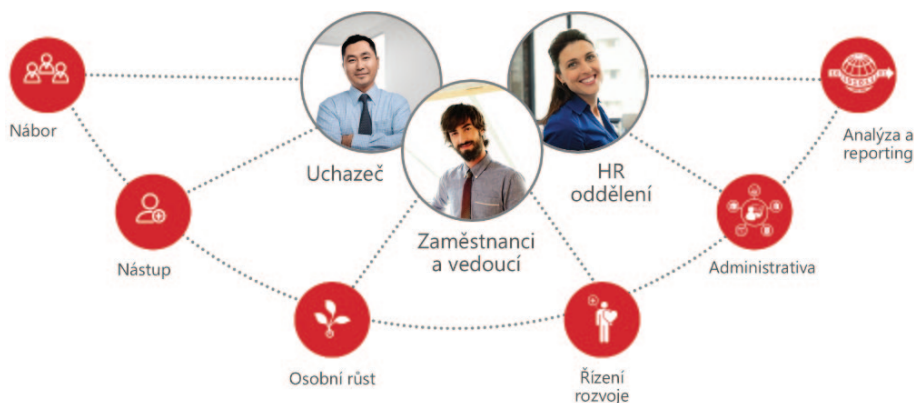 Nábor
Uchazeč
HR
oddělení
Analýza a
reporting
Nástup
Zaměstnanci
a vedoucí
Administrativa
Osobní růst
Řízení
rozvoje